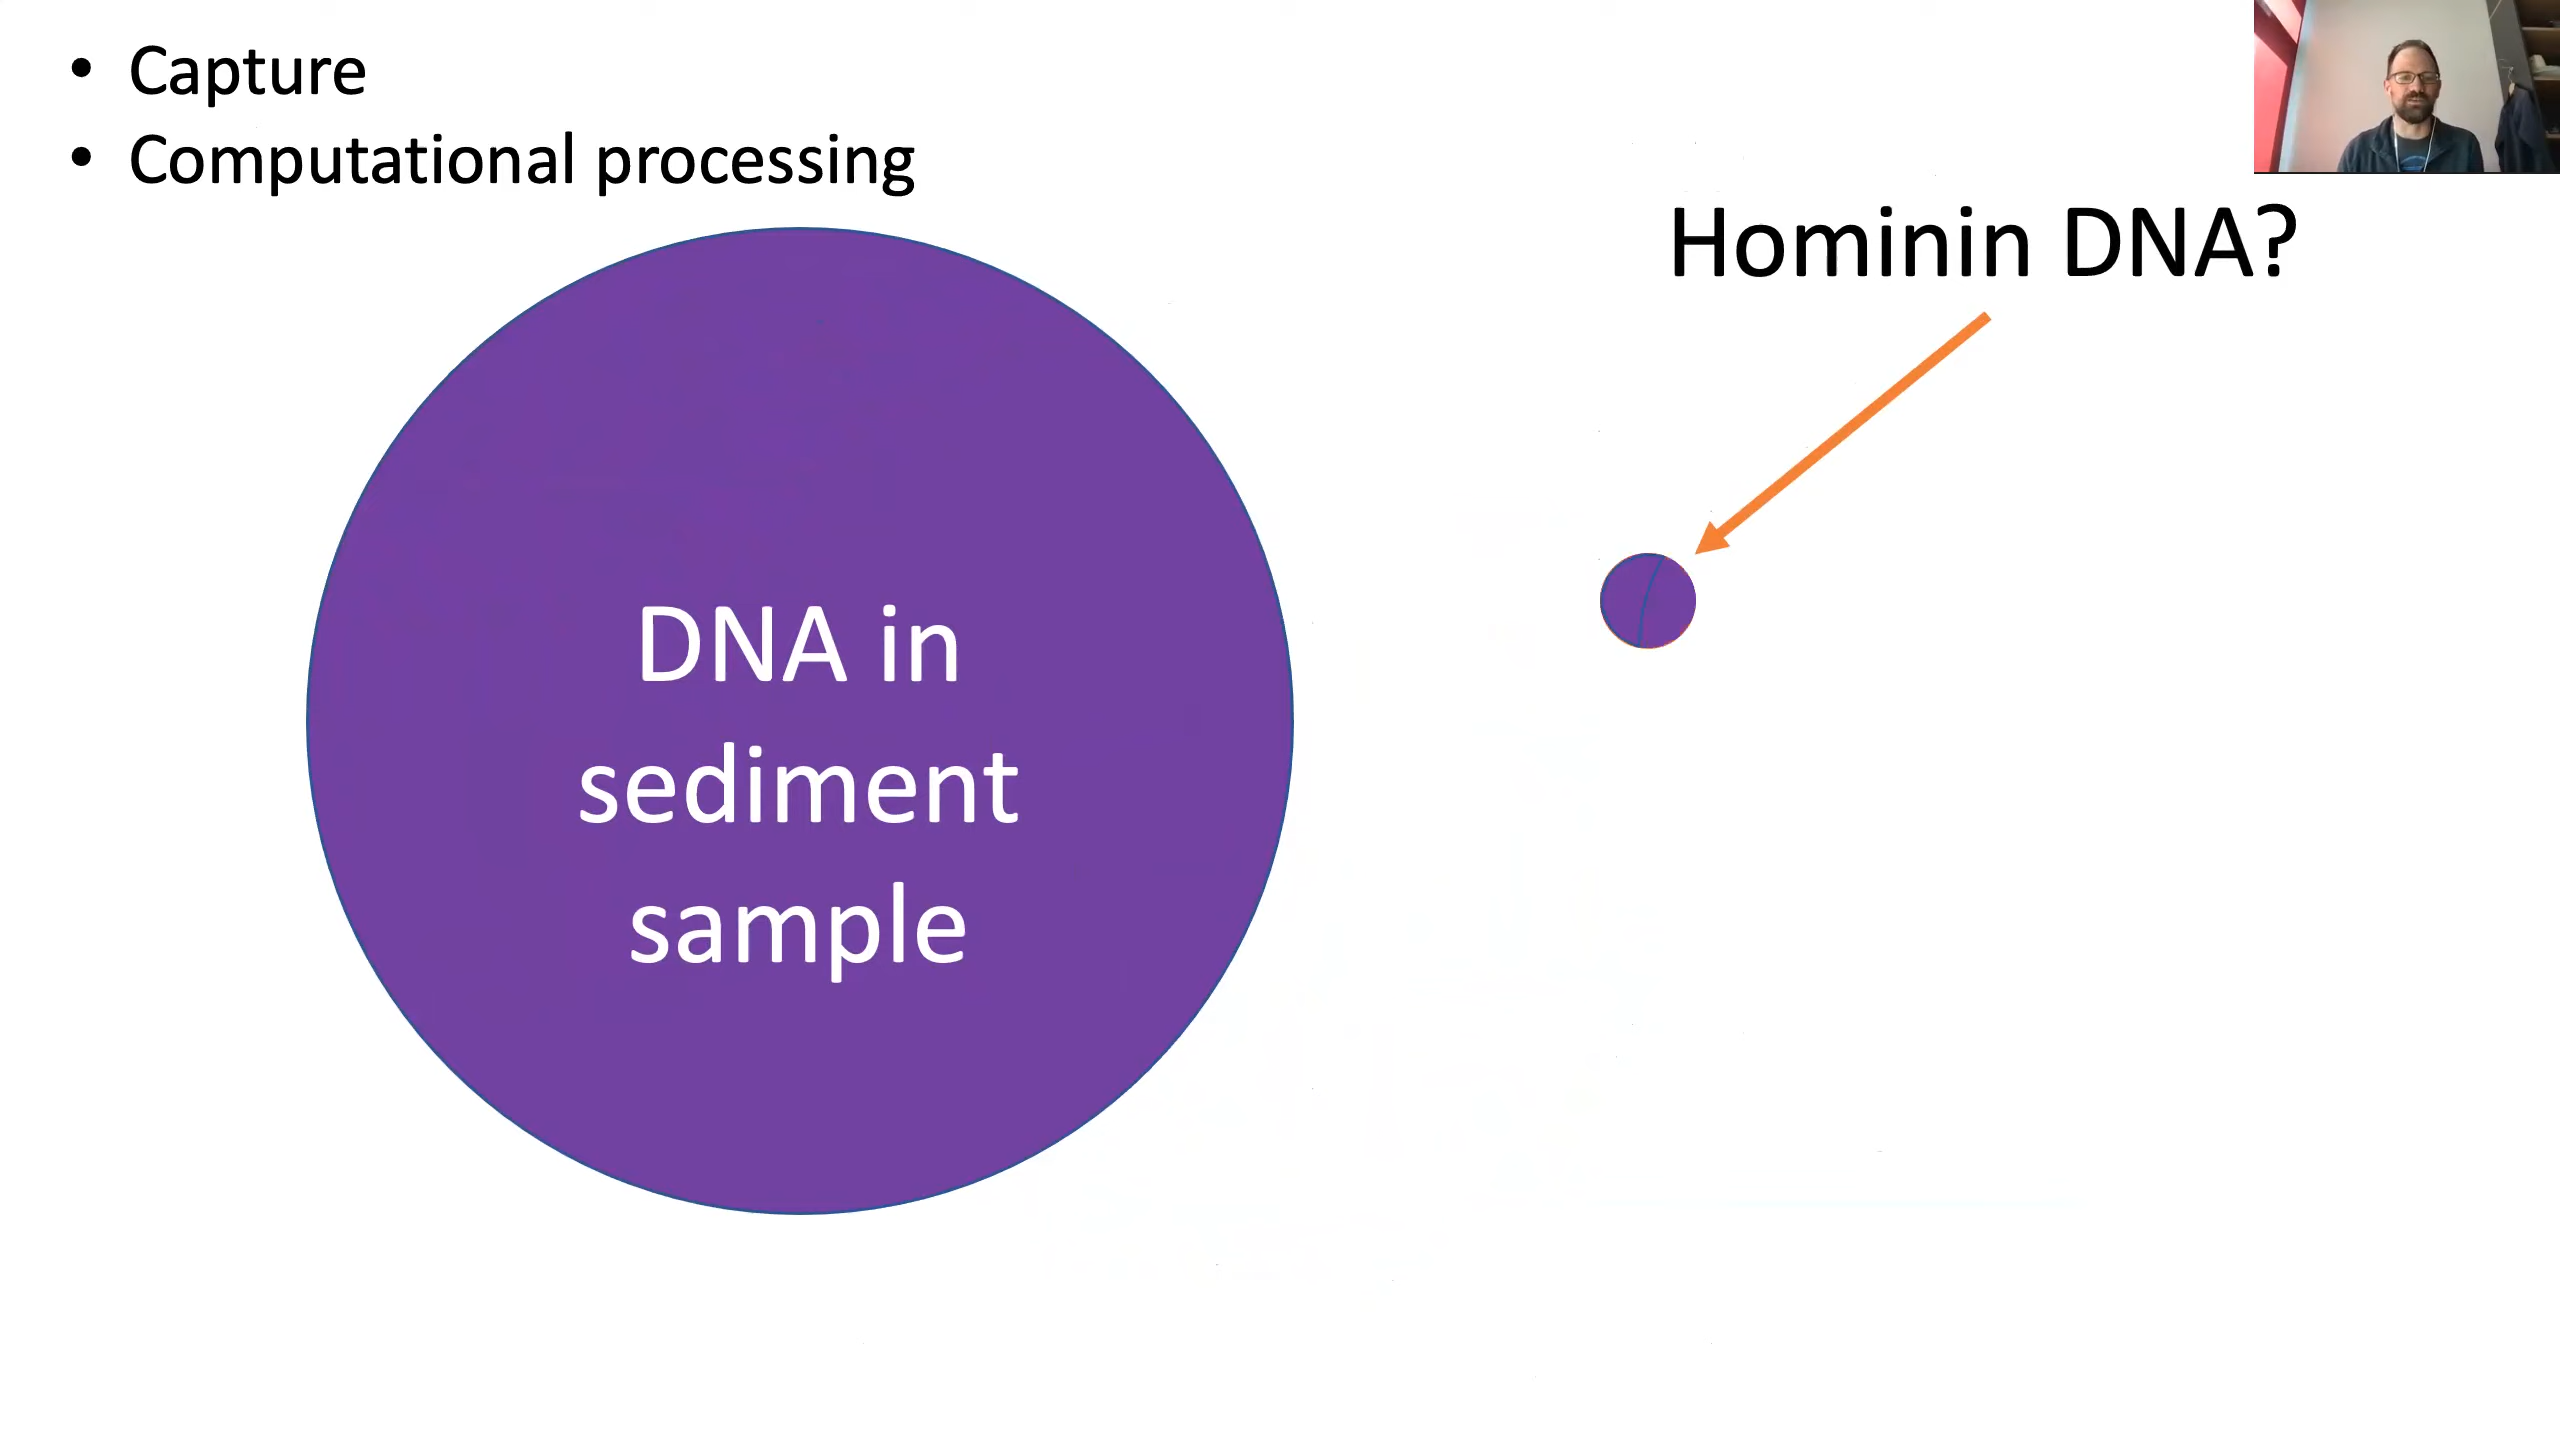 • Capture
• Computational processing
Hominin DNA?
DNA in
sediment
sample